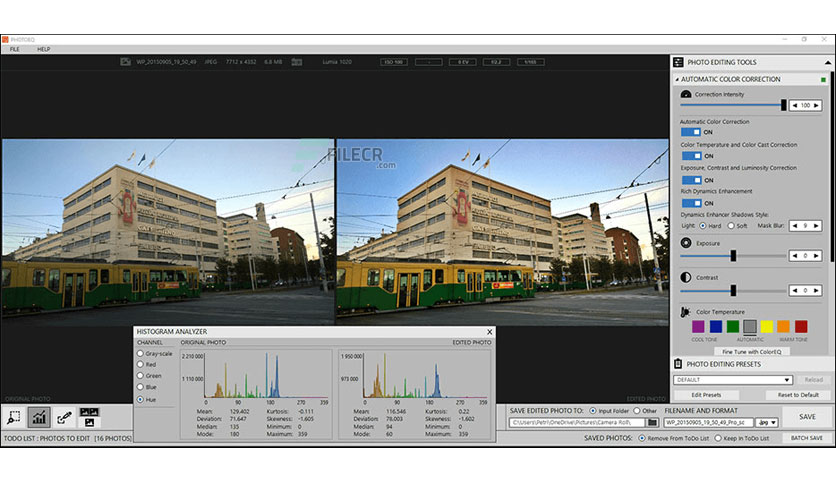 PHOTOEQ
FILE HELP
WP_20150905_19_50_49 JPEG 7712 x 4352 6.8 MB Lumia 1020 ISO 100 - 0 EV f/2.2 1/103
FILECR
.com
ORIGINAL PHOTO
EDITED PHOTO
PHOTO EDITING TOOLS
AUTOMATIC COLOR CORRECTION
Correction Intensity
100
Automatic Color Correction
ON
Color Temperature and Color Cast Correction
ON
Exposure, Contrast and Luminosity Correction
ON
Rich Dynamics Enhancement
ON
Dynamics Enhancer Shadows Style:
Light: Hard Soft Mask Blur: 9
Exposure
0
Contrast
0
Color Temperature
COOL TONE AUTOMATIC WARM TONE
Fine Tune with ColorEQ
PHOTO EDITING PRESETS
DEFAULT Reload
Edit Presets Reset to Default
HISTOGRAM ANALYZER X
CHANNEL
Gray-scale
Red
Green
Blue
Hue
ORIGINAL PHOTO EDITED PHOTO
2 210 000
1 110 000
0 90 180 270 359
Mean: 129,402 Kurtosis: -0.111
Deviation: 71,647 Skewness: -1.605
Median: 135 Minimum: 0
Mode: 180 Maximum: 359
1 950 000
973 000
0 90 180 270 359
Mean: 116,546 Kurtosis: 0.22
Deviation: 78,003 Skewness: -1.602
Median: 94 Minimum: 0
Mode: 60 Maximum: 359
SAVE EDITED PHOTO TO: Input Folder Other FILENAME AND FORMAT
C:\Users\Petri\OneDrive\Pictures\Camera Roll\ WP_20150905_19_50_49_Pro_sc .jpg
SAVE
TODO LIST : PHOTOS TO EDIT [16 PHOTOS]
SAVED PHOTOS: Remove From ToDo List Keep in ToDo List BATCH SAVE